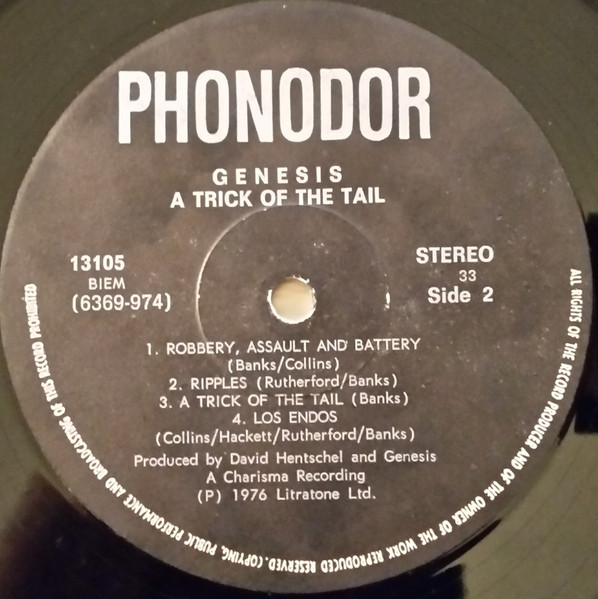 PHONODOR
GENESIS
A TRICK OF THE TAIL
13105
BIEM
(6369-974)
STEREO
33
Side 2
1. ROBBERY, ASSAULT AND BATTERY
(Banks/Collins)
2. RIPPLES (Rutherford/Banks)
3. A TRICK OF THE TAIL (Banks)
4. LOS ENDOS
(Collins/Hackett/Rutherford/Banks)
Produced by David Hentschel and Genesis
A Charisma Recording
(P) 1976 Litratone Ltd.
ALL RIGHTS OF THE RECORD PRODUCER AND OF THE OWNER OF THE WORK REPRODUCED RESERVED. COPYING, PUBLIC PERFORMANCE AND BROADCASTING OF THIS RECORD PROHIBITED